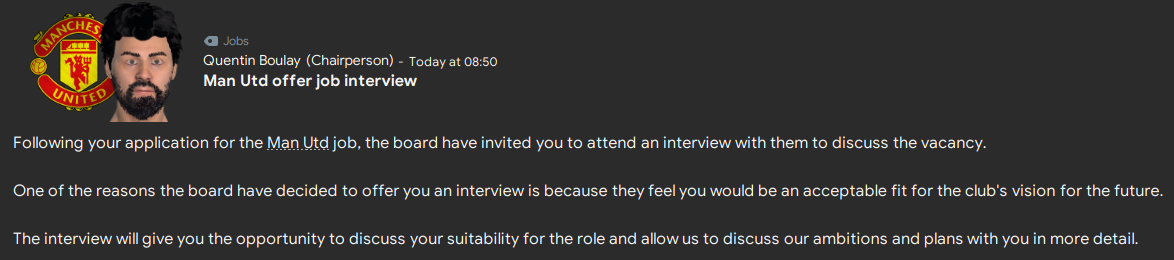 MANCHES
UNITED
Jobs
Quentin Boulay (Chairperson) - Today at 08:50
Man Utd offer job interview
Following your application for the Man Utd job, the board have invited you to attend an interview with them to discuss the vacancy.
One of the reasons the board have decided to offer you an interview is because they feel you would be an acceptable fit for the club's vision for the future.
The interview will give you the opportunity to discuss your suitability for the role and allow us to discuss our ambitions and plans with you in more detail.